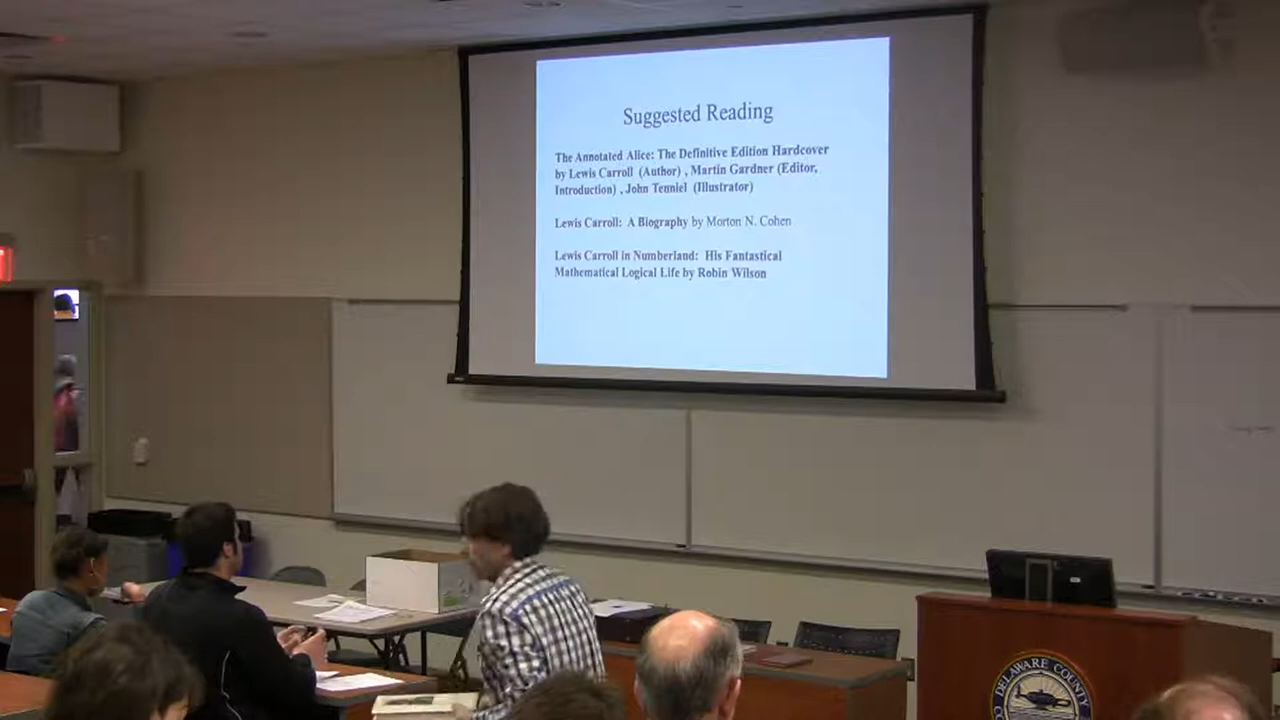 Suggested Reading
The Annotated Alice: The Definitive Edition Hardcover
by Lewis Carroll (Author) , Martin Gardner (Editor,
Introduction) , John Tenniel (Illustrator)
Lewis Carroll: A Biography by Morton N. Cohen
Lewis Carroll in Numberland: His Fantastical
Mathematical Logical Life by Robin Wilson
DELAWARE COUNTY